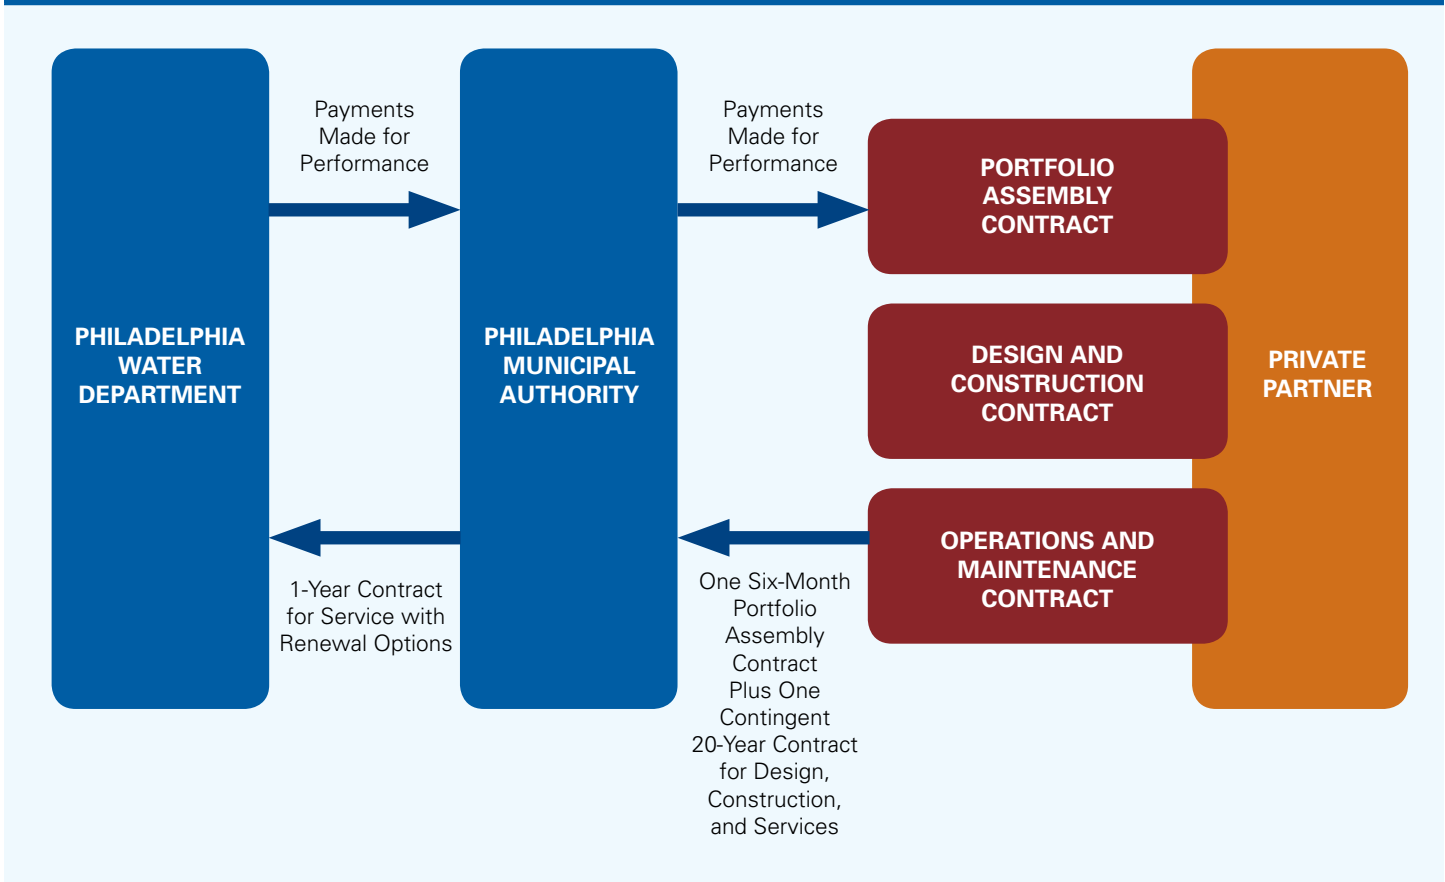 PHILADELPHIA
WATER
DEPARTMENT
Payments
Made for
Performance
1-Year Contract
for Service with
Renewal Options
PHILADELPHIA
MUNICIPAL
AUTHORITY
Payments
Made for
Performance
One Six-Month
Portfolio
Assembly
Contract
Plus One
Contingent
20-Year Contract
for Design,
Construction,
and Services
PORTFOLIO
ASSEMBLY
CONTRACT
DESIGN AND
CONSTRUCTION
CONTRACT
OPERATIONS AND
MAINTENANCE
CONTRACT
PRIVATE
PARTNER